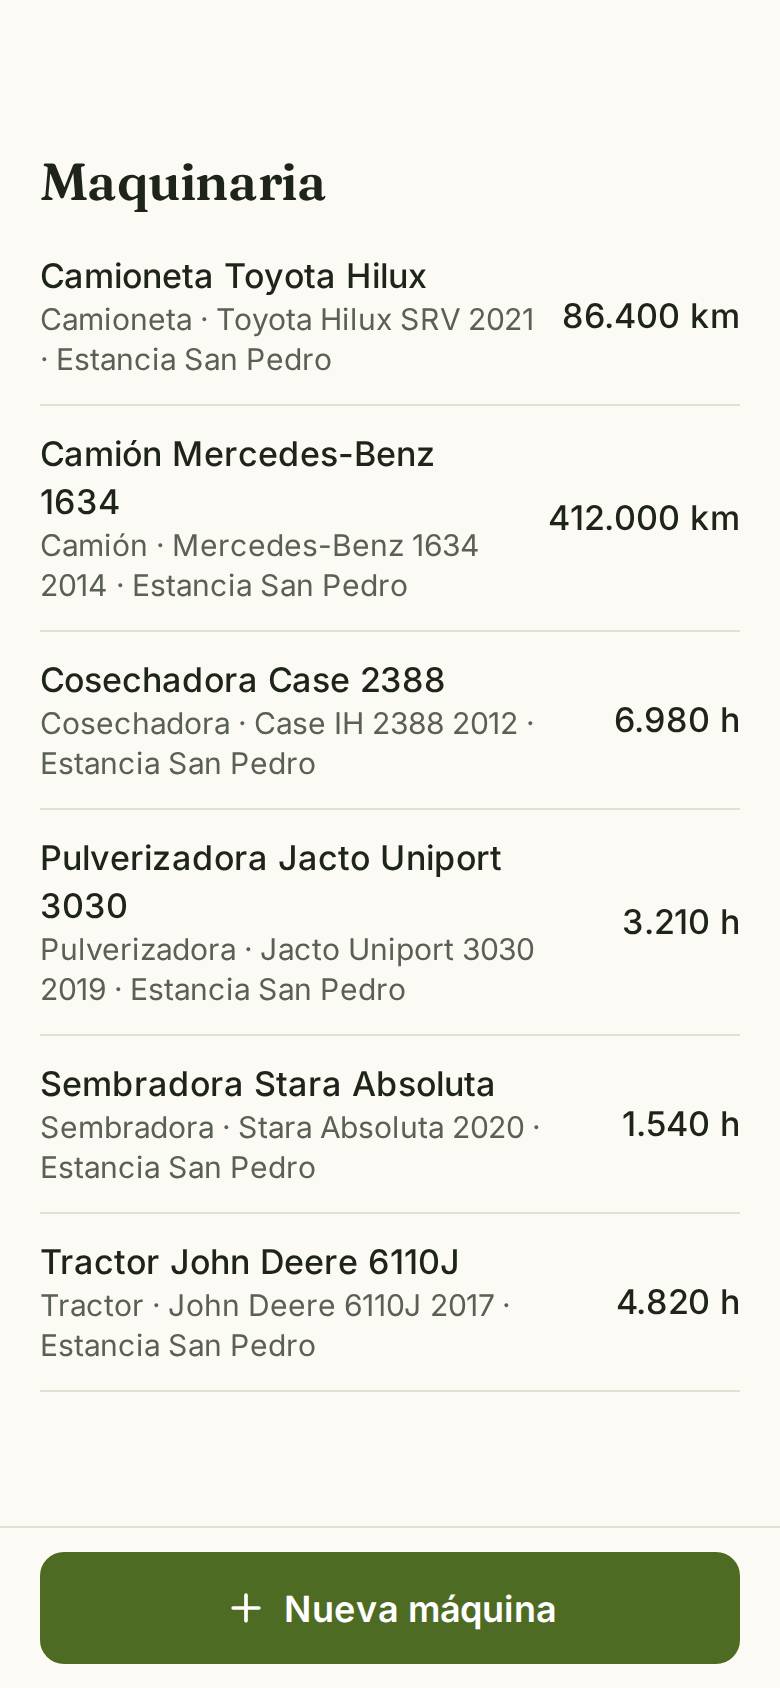 Maquinaria
Camioneta Toyota Hilux
Camioneta · Toyota Hilux SRV 2021
· Estancia San Pedro
86.400 km
Camión Mercedes-Benz
1634
Camión · Mercedes-Benz 1634
2014 · Estancia San Pedro
412.000 km
Cosechadora Case 2388
Cosechadora · Case IH 2388 2012 ·
Estancia San Pedro
6.980 h
Pulverizadora Jacto Uniport
3030
Pulverizadora · Jacto Uniport 3030
2019 · Estancia San Pedro
3.210 h
Sembradora Stara Absoluta
Sembradora · Stara Absoluta 2020 ·
Estancia San Pedro
1.540 h
Tractor John Deere 6110J
Tractor · John Deere 6110J 2017 ·
Estancia San Pedro
4.820 h
+ Nueva máquina